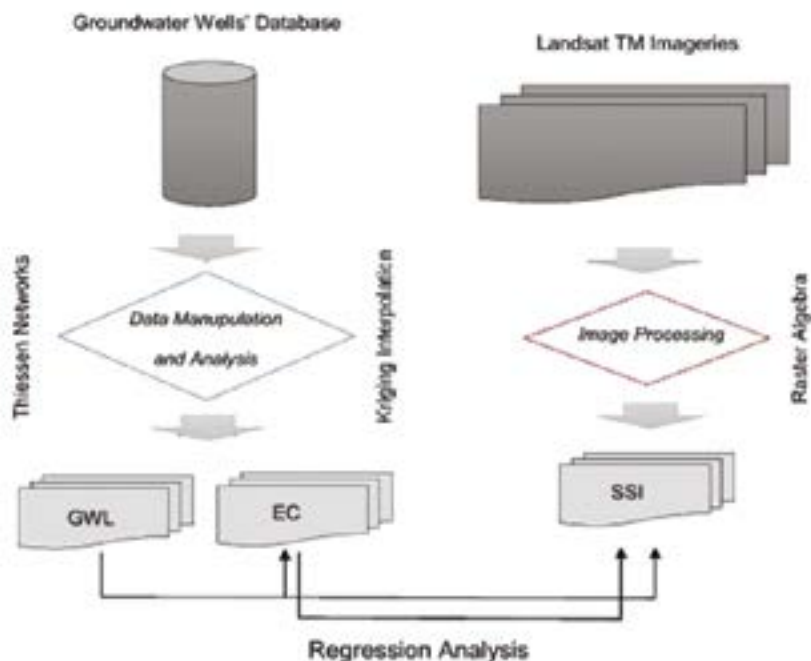 Groundwater Wells' Database
Landsat TM Imageries
Thiessen Networks
Data Manupulation
and Analysis
Kriging Interpolation
Image Processing
Raster Algebra
GWL
EC
SSI
Regression Analysis